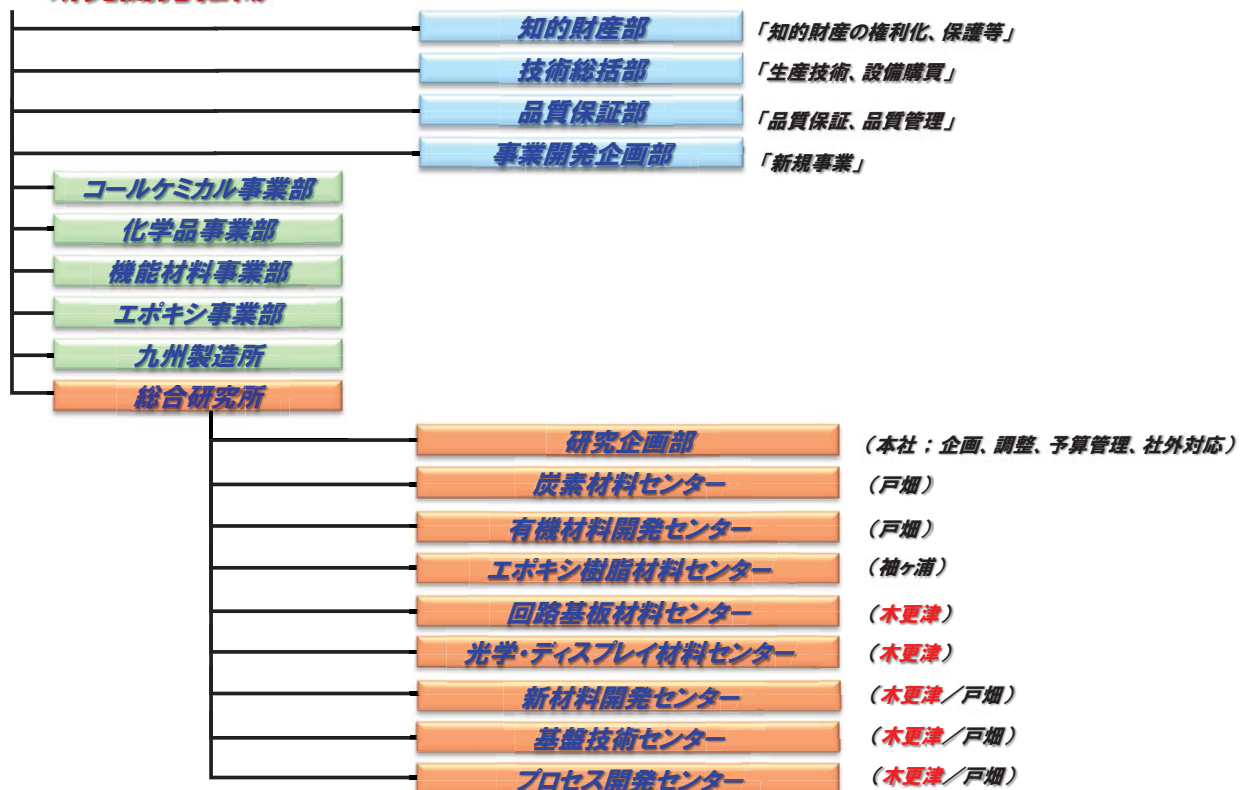 知的財産部 「知的財産の権利化、保護等」
技術総括部 「生産技術、設備購買」
品質保証部 「品質保証、品質管理」
事業開発企画部 「新規事業」
コールケミカル事業部
化学品事業部
機能材料事業部
エポキシ事業部
九州製造所
総合研究所
研究企画部 （本社；企画、調整、予算管理、社外対応）
炭素材料センター （戸畑）
有機材料開発センター （戸畑）
エポキシ樹脂材料センター （袖ヶ浦）
回路基板材料センター （木更津）
光学・ディスプレイ材料センター （木更津）
新材料開発センター （木更津／戸畑）
基盤技術センター （木更津／戸畑）
プロセス開発センター （木更津／戸畑）